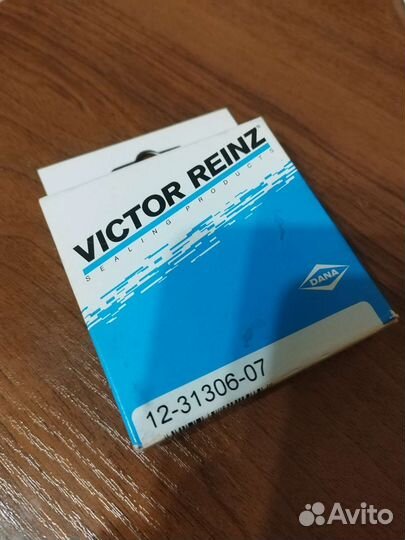 VICTOR REINZ
SEALING PRODUCTS
DANA
12-31306-07
Avito